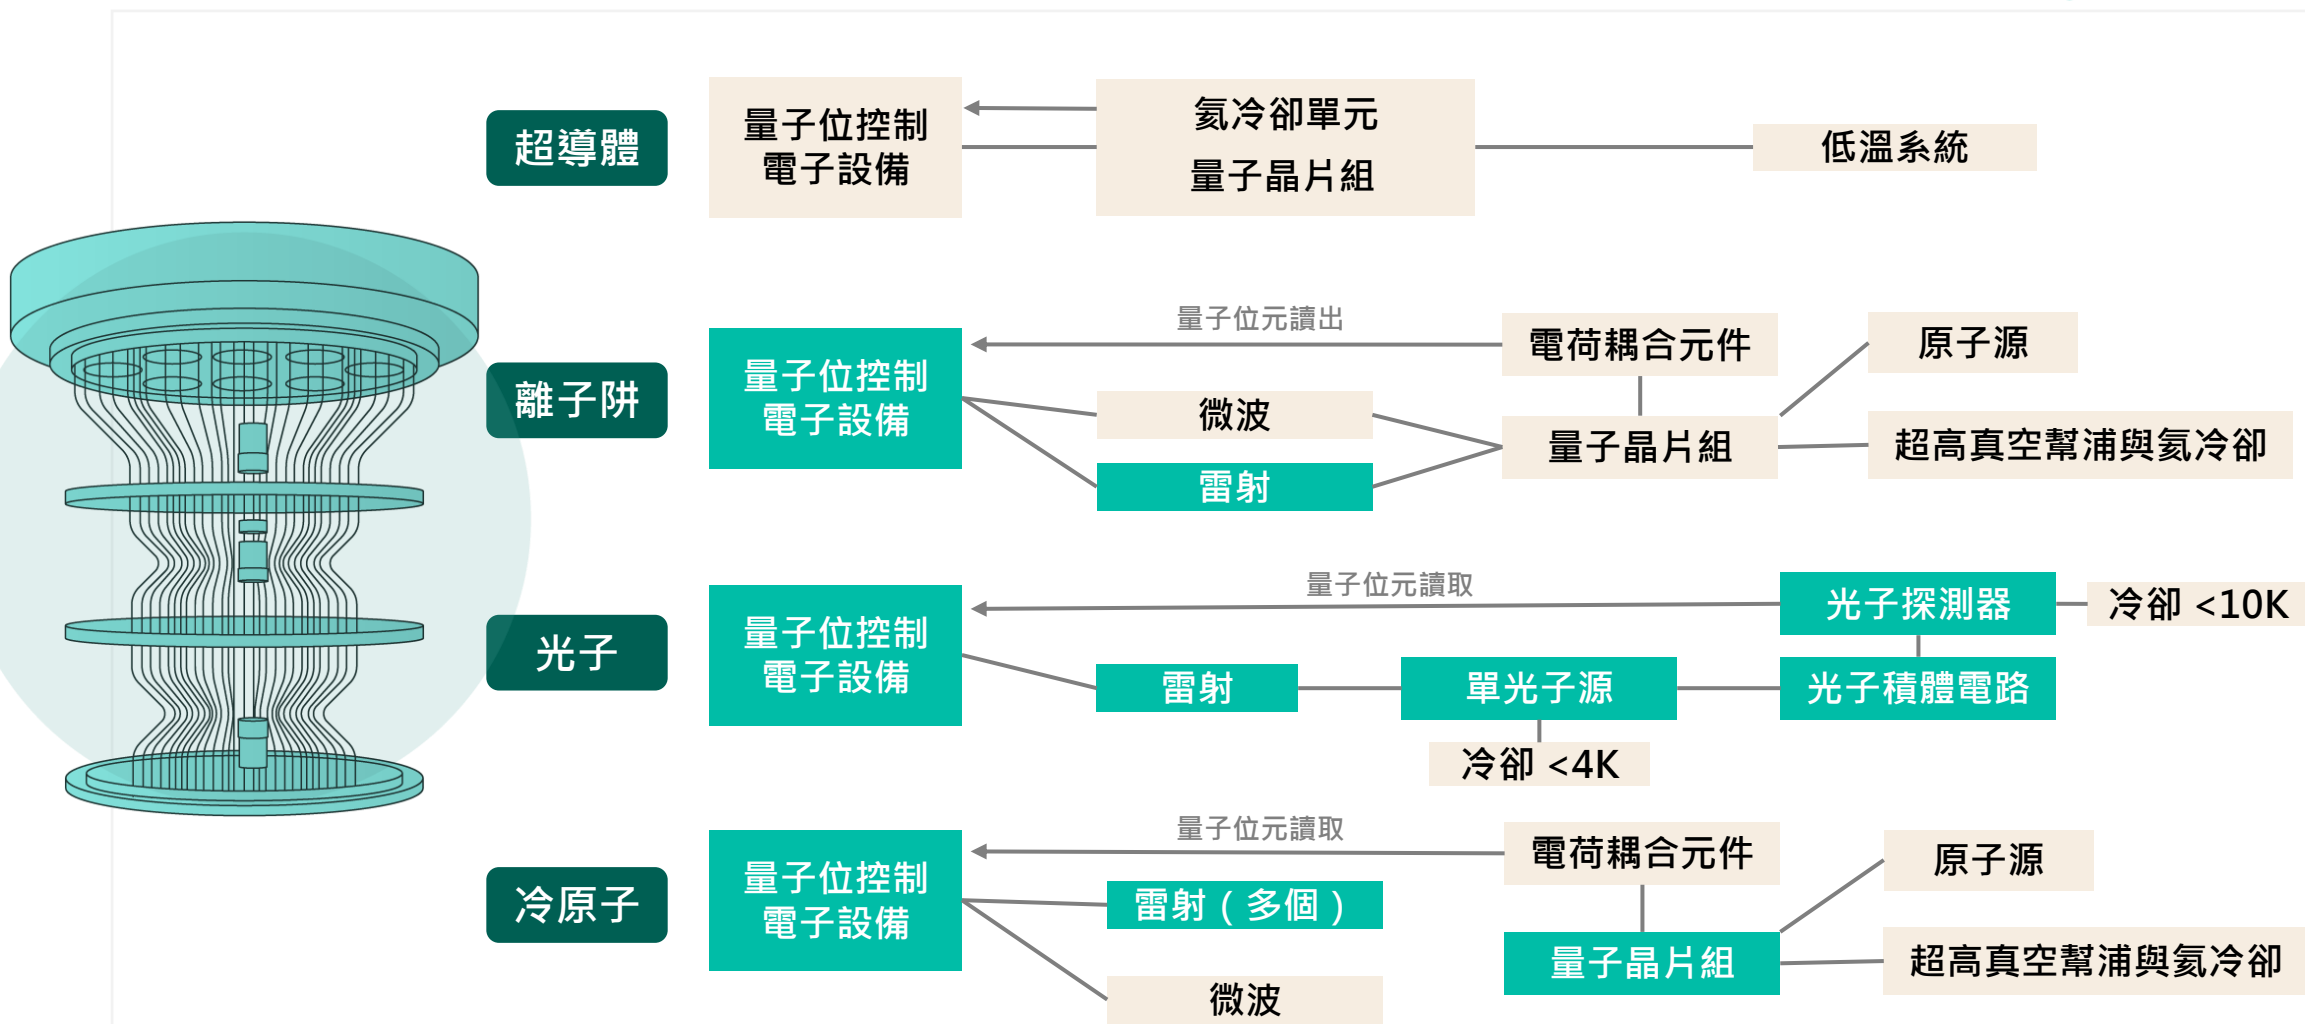 超導體
量子位控制
電子設備
氦冷卻單元
量子晶片組
低溫系統
離子阱
量子位控制
電子設備
量子位元讀出
微波
雷射
電荷耦合元件
量子晶片組
原子源
超高真空幫浦與氦冷卻
光子
量子位控制
電子設備
量子位元讀取
雷射
單光子源
冷卻 <4K
光子探測器
光子積體電路
冷卻 <10K
冷原子
量子位控制
電子設備
量子位元讀取
雷射（多個）
微波
電荷耦合元件
量子晶片組
原子源
超高真空幫浦與氦冷卻